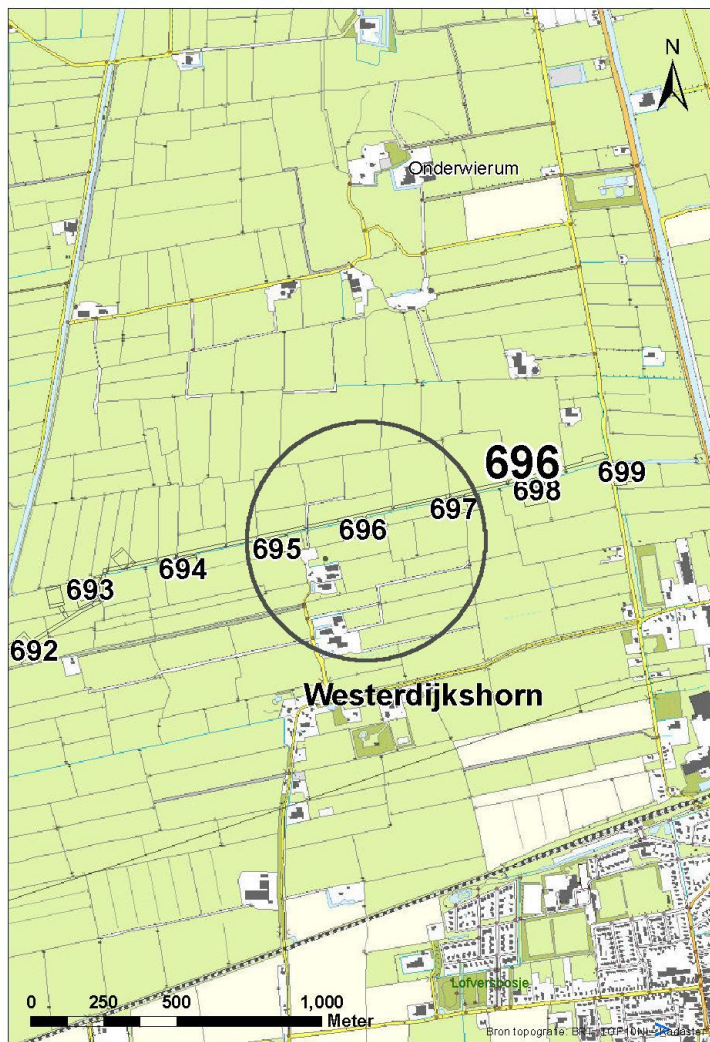 N
Onderwierum
696
699
698
697
696
695
694
693
692
Westerdijkshorn
Lofversbosje
0 250 500 1,000
Meter
Bron topografie: BRT, TOP10NL, Kadaster